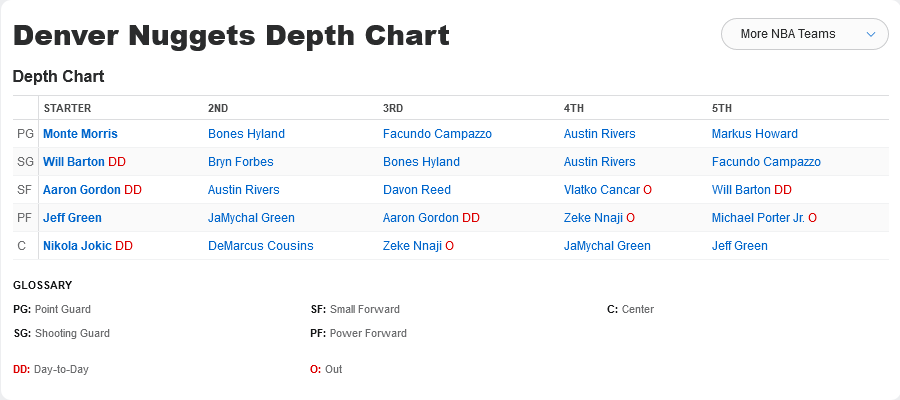 Denver Nuggets Depth Chart
More NBA Teams
Depth Chart
STARTER 2ND 3RD 4TH 5TH
PG Monte Morris Bones Hyland Facundo Campazzo Austin Rivers Markus Howard
SG Will Barton DD Bryn Forbes Bones Hyland Austin Rivers Facundo Campazzo
SF Aaron Gordon DD Austin Rivers Davon Reed Vlatko Cancar O Will Barton DD
PF Jeff Green JaMychal Green Aaron Gordon DD Zeke Nnaji O Michael Porter Jr. O
C Nikola Jokic DD DeMarcus Cousins Zeke Nnaji O JaMychal Green Jeff Green
GLOSSARY
PG: Point Guard SF: Small Forward C: Center
SG: Shooting Guard PF: Power Forward
DD: Day-to-Day O: Out